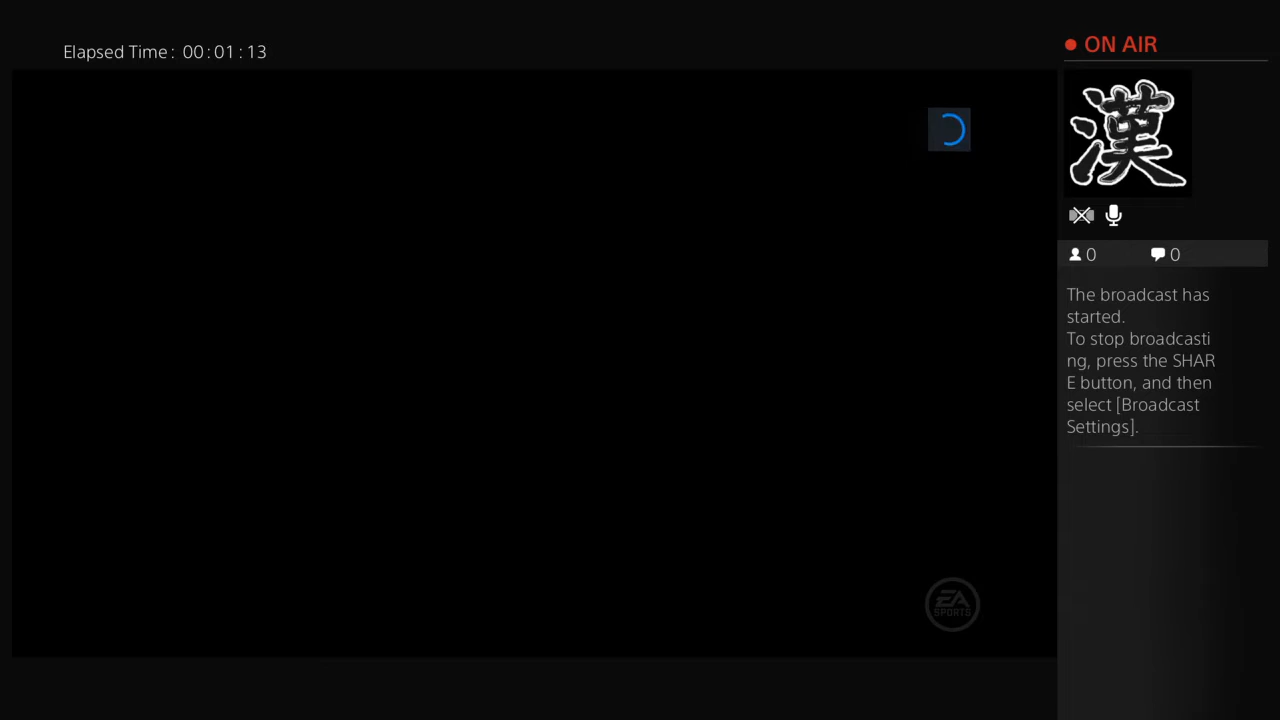 Elapsed Time: 00:01:13
ON AIR
漢
0 0
The broadcast has
started.
To stop broadcasti
ng, press the SHAR
E button, and then
select [Broadcast
Settings].
EA
SPORTS